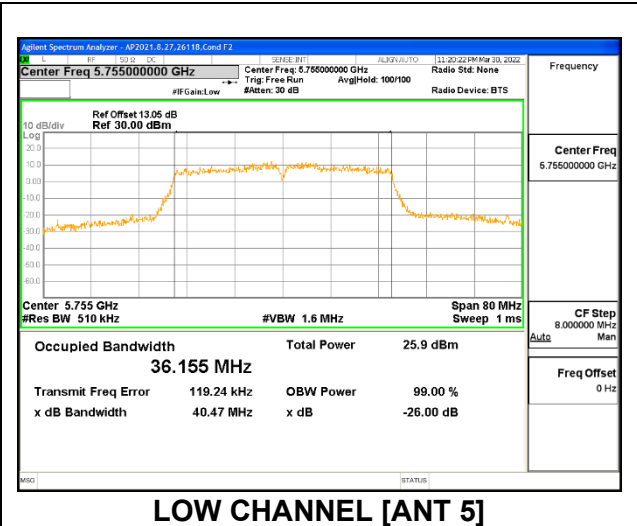 Agilent Spectrum Analyzer - AP2021.8.27,26118,Cond F2
L RF 50 Ω DC SENSE:INT ALIGN AUTO 11:20:22 PM Mar 30, 2022
Center Freq 5.755000000 GHz Center Freq: 5.755000000 GHz Radio Std: None Frequency
Trig: Free Run Avg|Hold: 100/100
#IFGain:Low #Atten: 30 dB Radio Device: BTS
Ref Offset 13.05 dB
10 dB/div Ref 30.00 dBm
Log
20.0
10.0
0.00
-10.0
-20.0
-30.0
-40.0
-50.0
-60.0
Center Freq
5.755000000 GHz
Center 5.755 GHz Span 80 MHz
#Res BW 510 kHz #VBW 1.6 MHz Sweep 1 ms
CF Step
8.000000 MHz
Auto Man
Occupied Bandwidth Total Power 25.9 dBm
36.155 MHz
Freq Offset
0 Hz
Transmit Freq Error 119.24 kHz OBW Power 99.00 %
x dB Bandwidth 40.47 MHz x dB -26.00 dB
MSG STATUS
LOW CHANNEL [ANT 5]